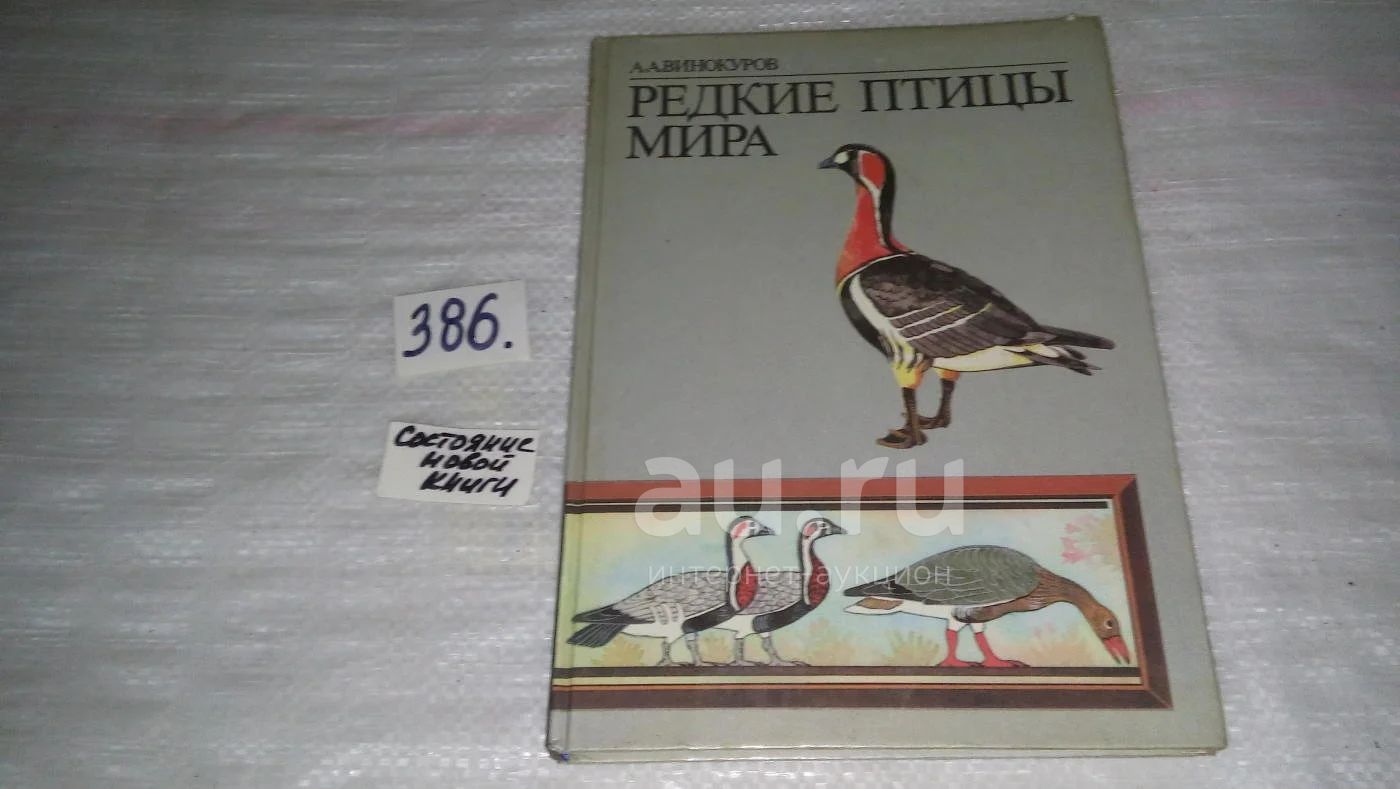 А.А.ВИНОКУРОВ
РЕДКИЕ ПТИЦЫ
МИРА
386.
Состояние
новой
книги
au.ru
интернет-аукцион